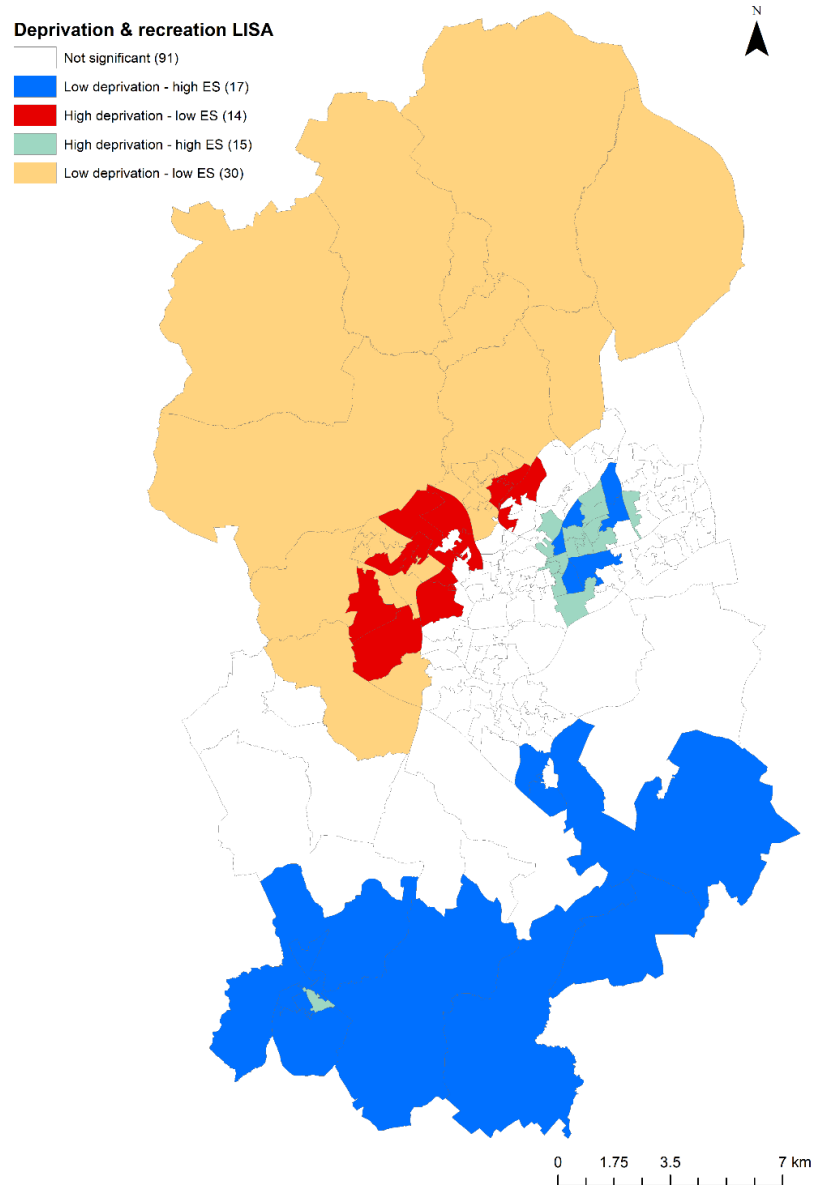 Deprivation & recreation LISA
Not significant (91)
Low deprivation - high ES (17)
High deprivation - low ES (14)
High deprivation - high ES (15)
Low deprivation - low ES (30)
N
0 1.75 3.5 7 km